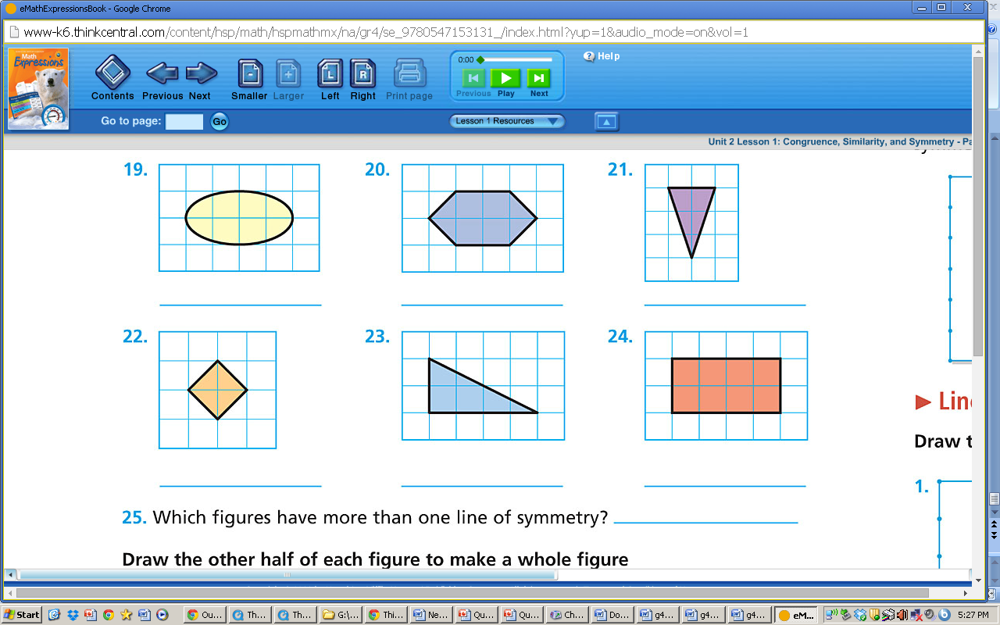 eMathExpressionsBook - Google Chrome
www-k6.thinkcentral.com/content/hsp/math/hspmathmx/na/gr4/se_9780547153131_/index.html?yup=1&audio_mode=on&vol=1
Math
Expressions
Contents Previous Next Smaller Larger Left Right Print page
0:00
Previous Play Next
Help
Go to page: Go
Lesson 1 Resources
Unit 2 Lesson 1: Congruence, Similarity, and Symmetry - Pa
19. 20. 21.
22. 23. 24.
25. Which figures have more than one line of symmetry?
Draw the other half of each figure to make a whole figure
Lin
Draw t
1.
Start Ou... Th... Th... G:\... Thi... Ne... Qu... Qu... Ch... Do... g4... g4... g4... eM... 5:27 PM